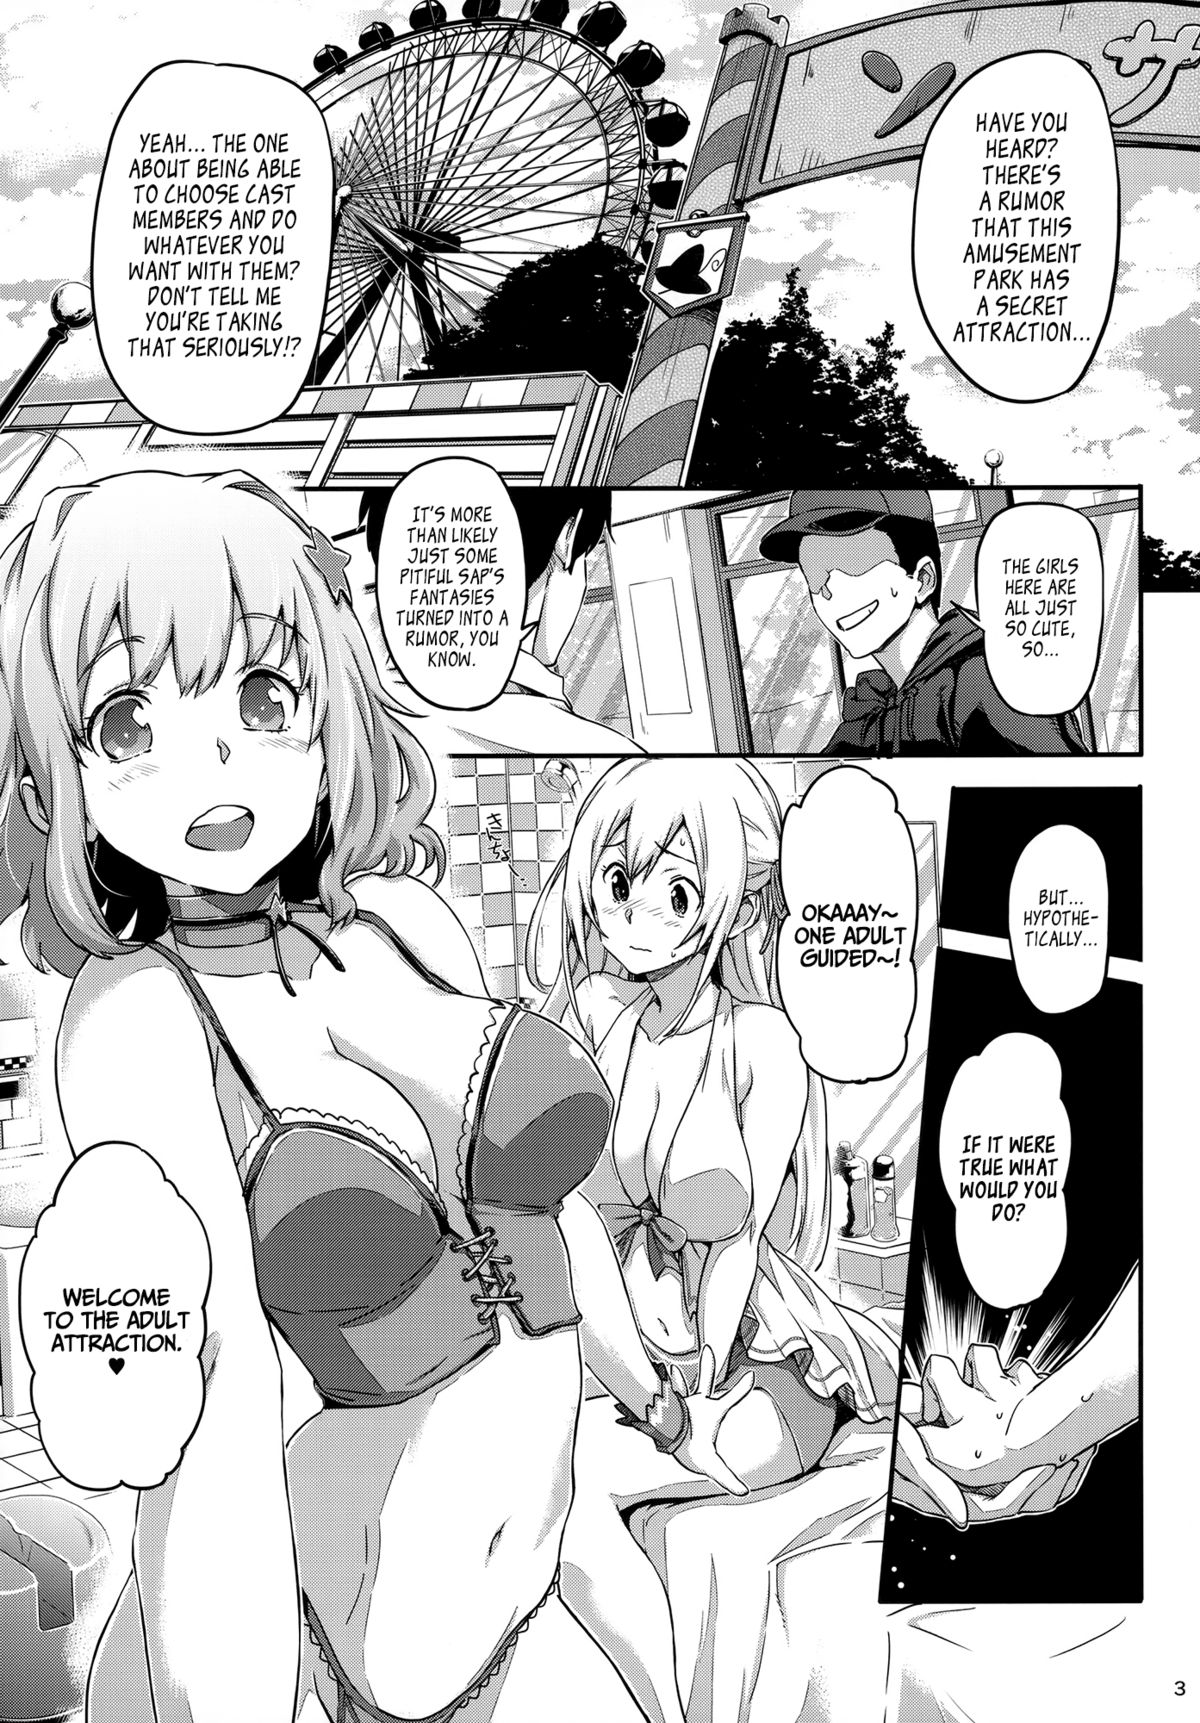 ソーサ
HAVE YOU
HEARD?
THERE'S
A RUMOR
THAT THIS
AMUSEMENT
PARK HAS
A SECRET
ATTRACTION...
YEAH... THE ONE
ABOUT BEING ABLE
TO CHOOSE CAST
MEMBERS AND DO
WHATEVER YOU
WANT WITH THEM?
DON'T TELL ME
YOU'RE TAKING
THAT SERIOUSLY!?
THE GIRLS
HERE ARE
ALL JUST
SO CUTE,
SO...
IT'S MORE
THAN LIKELY
JUST SOME
PITIFUL SAP'S
FANTASIES
TURNED INTO A
RUMOR, YOU
KNOW.
BUT...
HYPOTHE-
TICALLY...
IF IT WERE
TRUE WHAT
WOULD YOU
DO?
OKAAAY~
ONE ADULT
GUIDED~!
WELCOME
TO THE ADULT
ATTRACTION.
♥
3